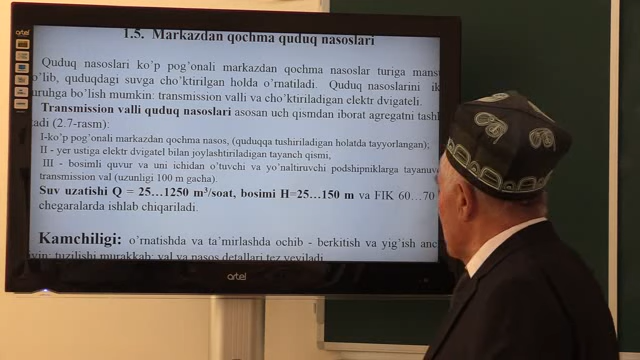 artel
1.5. Markazdan qochma quduq nasoslari
Quduq nasoslari ko'p pog'onali markazdan qochma nasoslar turiga mansu
o'lib, quduqdagi suvga cho'ktirilgan holda o'rnatiladi. Quduq nasoslarini ik
uruhga bo'lish mumkin: transmission valli va cho'ktiriladigan elektr dvigateli.
Transmission valli quduq nasoslari asosan uch qismdan iborat agregatni tashl
adi (2.7-rasm):
I-ko'p pog'onali markazdan qochma nasos, (quduqqa tushiriladigan holatda tayyorlangan);
II - yer ustiga elektr dvigatel bilan joylashtiriladigan tayanch qismi,
III - bosimli quvur va uni ichidan o'tuvchi va yo'naltiruvchi podshipniklarga tayanuv
transmission val (uzunligi 100 m gacha).
Suv uzatishi Q = 25…1250 m³/soat, bosimi H=25…150 m va FIK 60…70
chegaralarda ishlab chiqariladi.
Kamchiligi: o'rnatishda va ta'mirlashda ochib - berkitish va yig'ish anc
tuzilishi murakkab; val va nasos detallari tez yeyiladi
artel